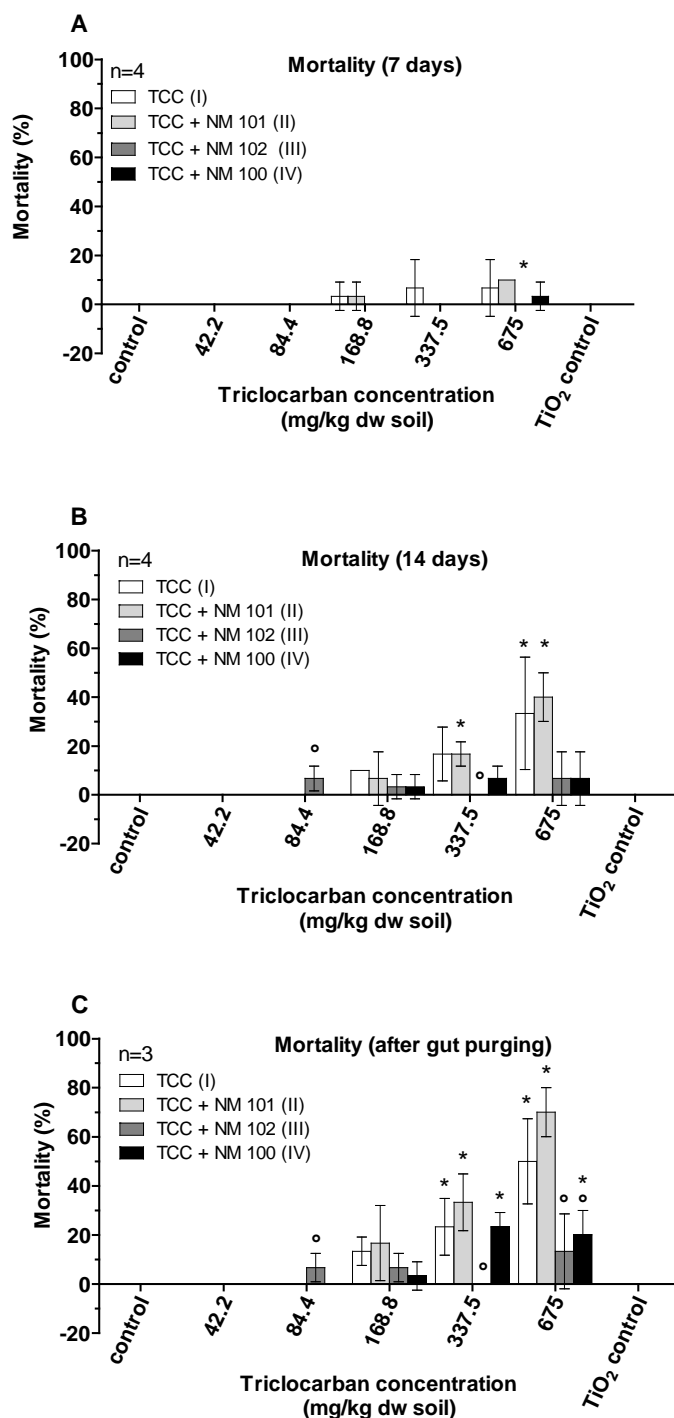 A
Mortality (7 days)
n=4
TCC (I)
TCC + NM 101 (II)
TCC + NM 102 (III)
TCC + NM 100 (IV)
Mortality (%)
100
80
60
40
20
0
-20
*
control
42.2
84.4
168.8
337.5
675
TiO₂ control
Triclocarban concentration
(mg/kg dw soil)
B
Mortality (14 days)
n=4
TCC (I)
TCC + NM 101 (II)
TCC + NM 102 (III)
TCC + NM 100 (IV)
Mortality (%)
100
80
60
40
20
0
-20
° * ° * *
control
42.2
84.4
168.8
337.5
675
TiO₂ control
Triclocarban concentration
(mg/kg dw soil)
C
Mortality (after gut purging)
n=3
TCC (I)
TCC + NM 101 (II)
TCC + NM 102 (III)
TCC + NM 100 (IV)
Mortality (%)
100
80
60
40
20
0
-20
° * * ° * * * ° * °
control
42.2
84.4
168.8
337.5
675
TiO₂ control
Triclocarban concentration
(mg/kg dw soil)